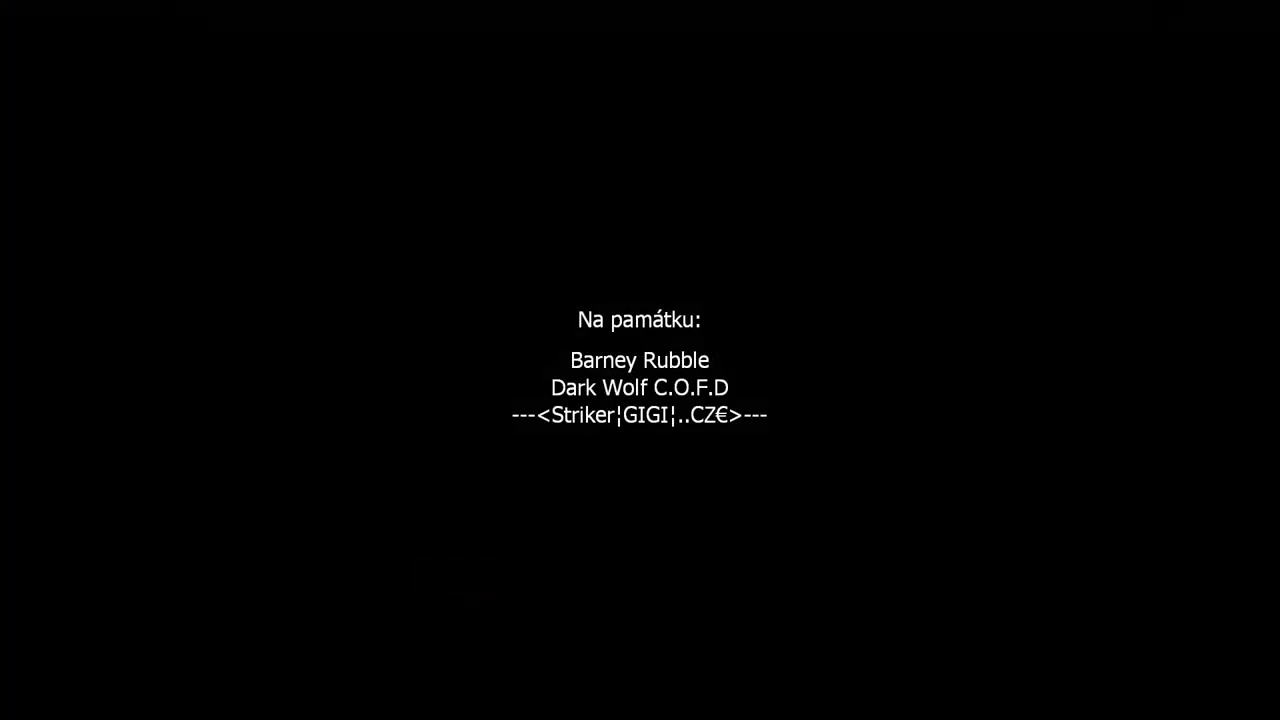 Na památku:
Barney Rubble
Dark Wolf C.O.F.D
---<Striker¦GIGI¦..CZ€>---